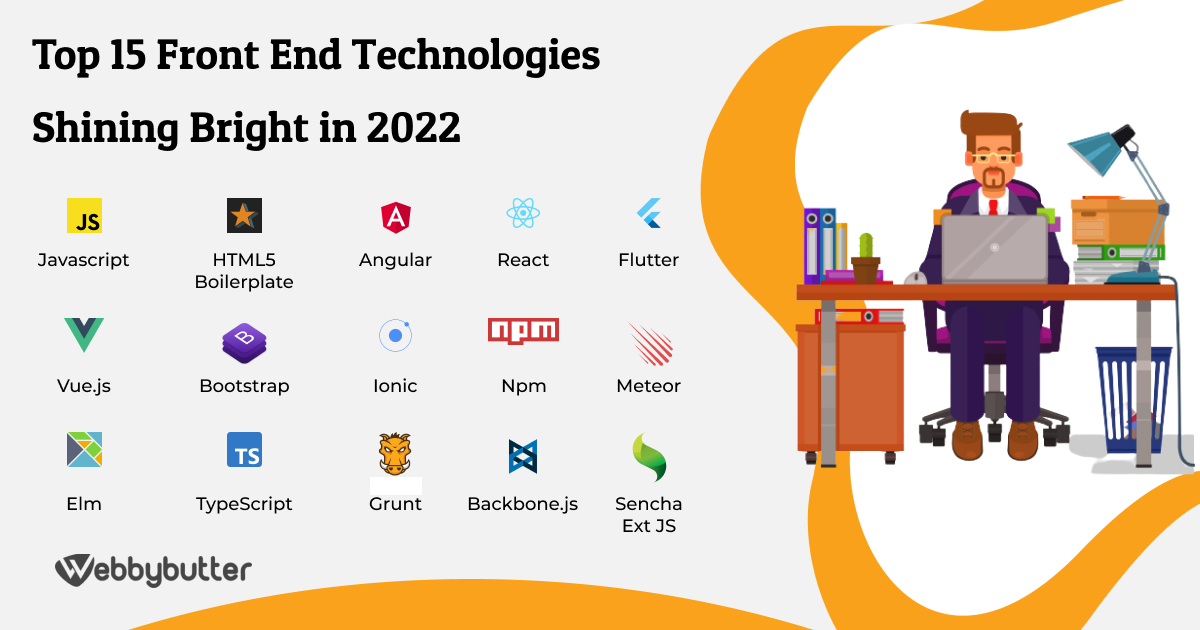 Top 15 Front End Technologies
Shining Bright in 2022
JS
Javascript
HTML5
Boilerplate
A
Angular
React
Flutter
Vue.js
B
Bootstrap
Ionic
npm
Npm
Meteor
Elm
TS
TypeScript
Grunt
Backbone.js
Sencha
Ext JS
Webbybutter